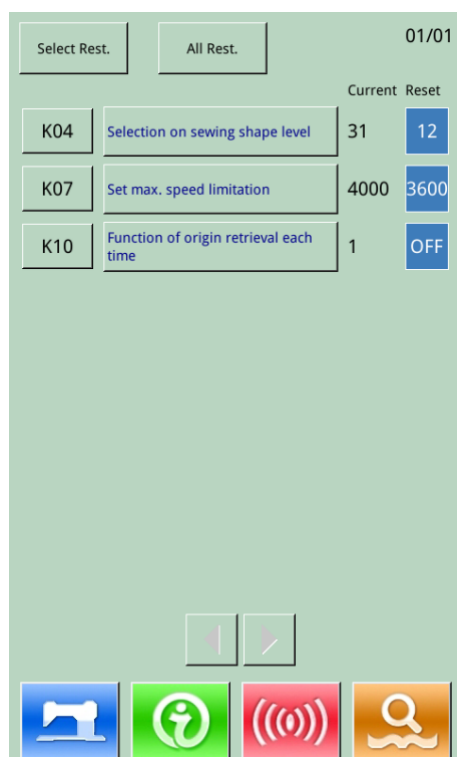 Select Rest. All Rest. 01/01
Current Reset
K04 Selection on sewing shape level 31 12
K07 Set max. speed limitation 4000 3600
K10 Function of origin retrieval each
time 1 OFF